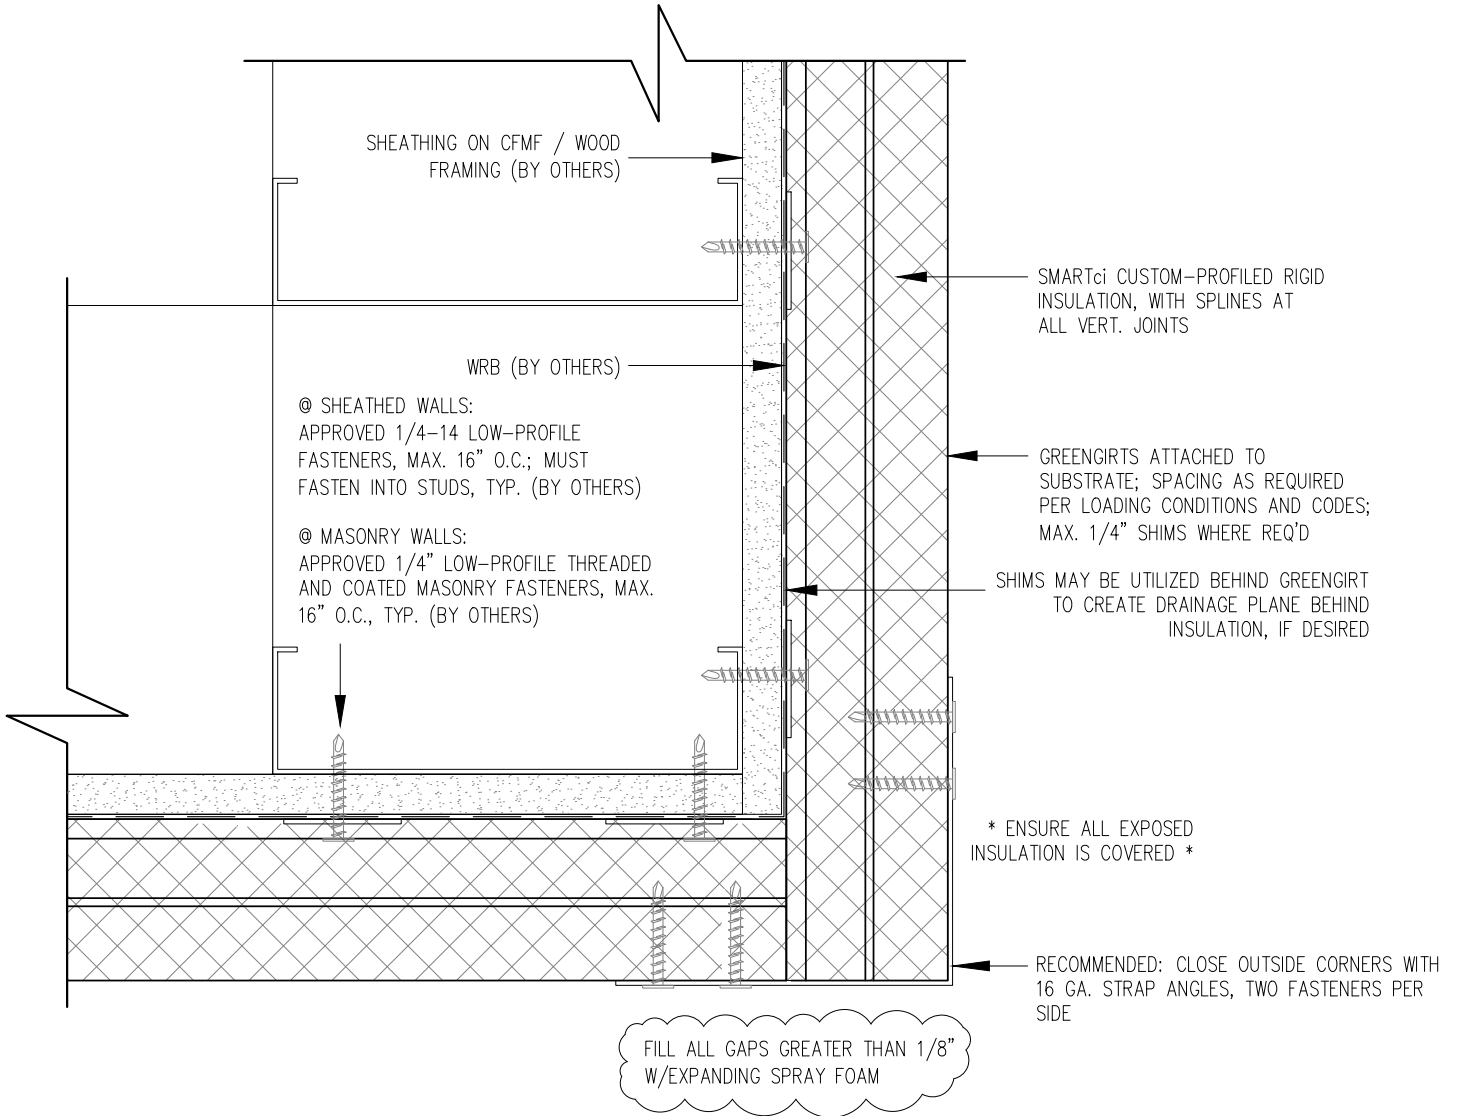 SHEATHING ON CFMF / WOOD
FRAMING (BY OTHERS)
SMARTci CUSTOM-PROFILED RIGID
INSULATION, WITH SPLINES AT
ALL VERT. JOINTS
WRB (BY OTHERS)
@ SHEATHED WALLS:
APPROVED 1/4-14 LOW-PROFILE
FASTENERS, MAX. 16" O.C.; MUST
FASTEN INTO STUDS, TYP. (BY OTHERS)
@ MASONRY WALLS:
APPROVED 1/4" LOW-PROFILE THREADED
AND COATED MASONRY FASTENERS, MAX.
16" O.C., TYP. (BY OTHERS)
GREENGIRTS ATTACHED TO
SUBSTRATE; SPACING AS REQUIRED
PER LOADING CONDITIONS AND CODES;
MAX. 1/4" SHIMS WHERE REQ'D
SHIMS MAY BE UTILIZED BEHIND GREENGIRT
TO CREATE DRAINAGE PLANE BEHIND
INSULATION, IF DESIRED
* ENSURE ALL EXPOSED
INSULATION IS COVERED *
RECOMMENDED: CLOSE OUTSIDE CORNERS WITH
16 GA. STRAP ANGLES, TWO FASTENERS PER
SIDE
FILL ALL GAPS GREATER THAN 1/8"
W/EXPANDING SPRAY FOAM